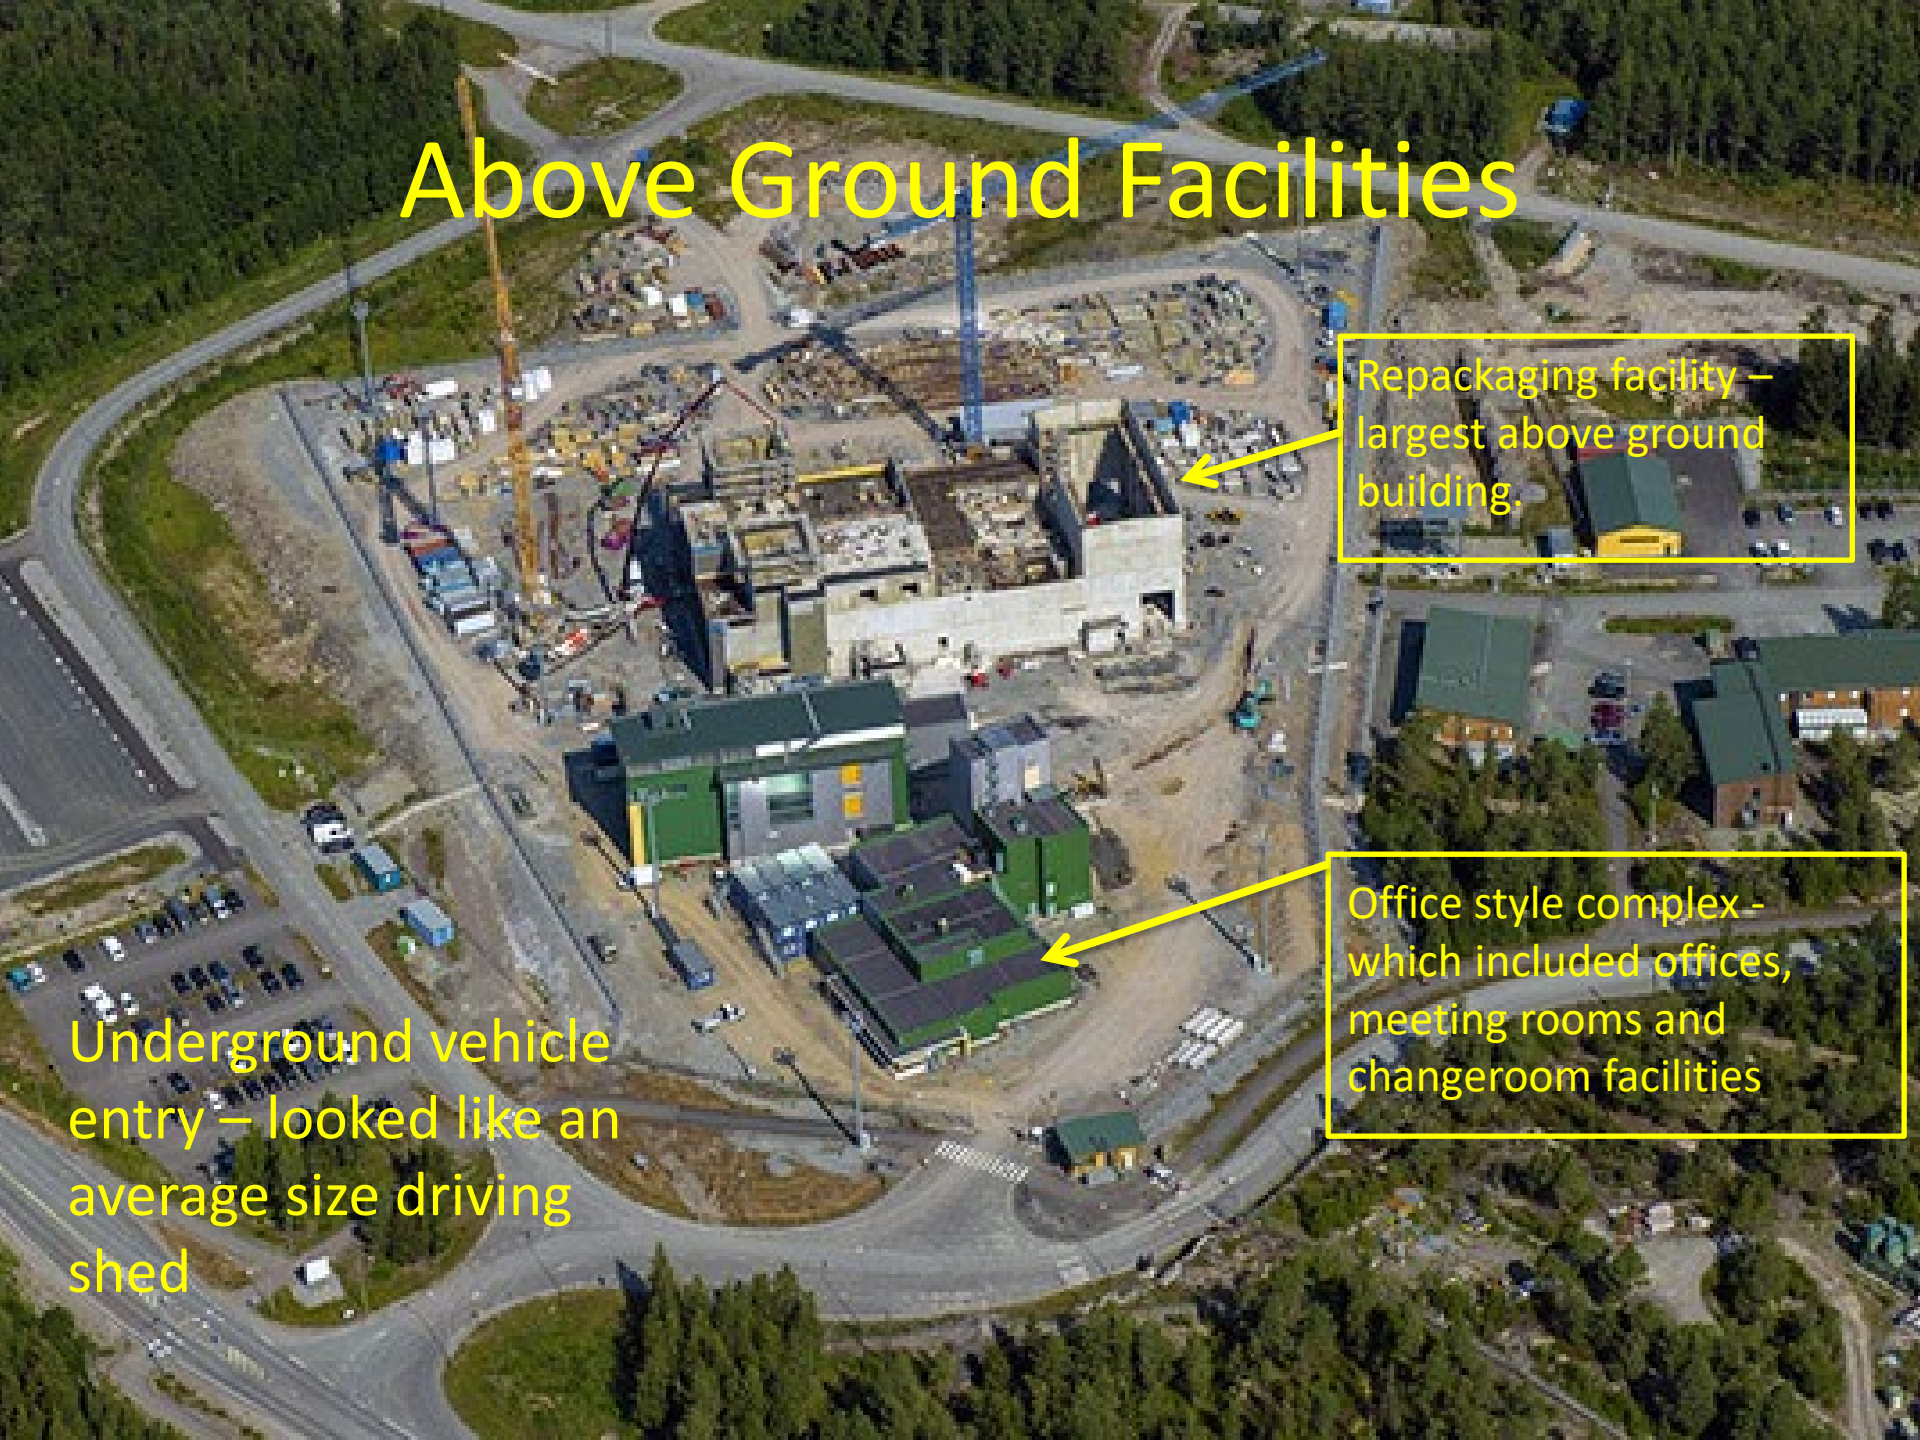 Above Ground Facilities
Repackaging facility –
largest above ground
building.
Office style complex -
which included offices,
meeting rooms and
changeroom facilities
Underground vehicle
entry – looked like an
average size driving
shed